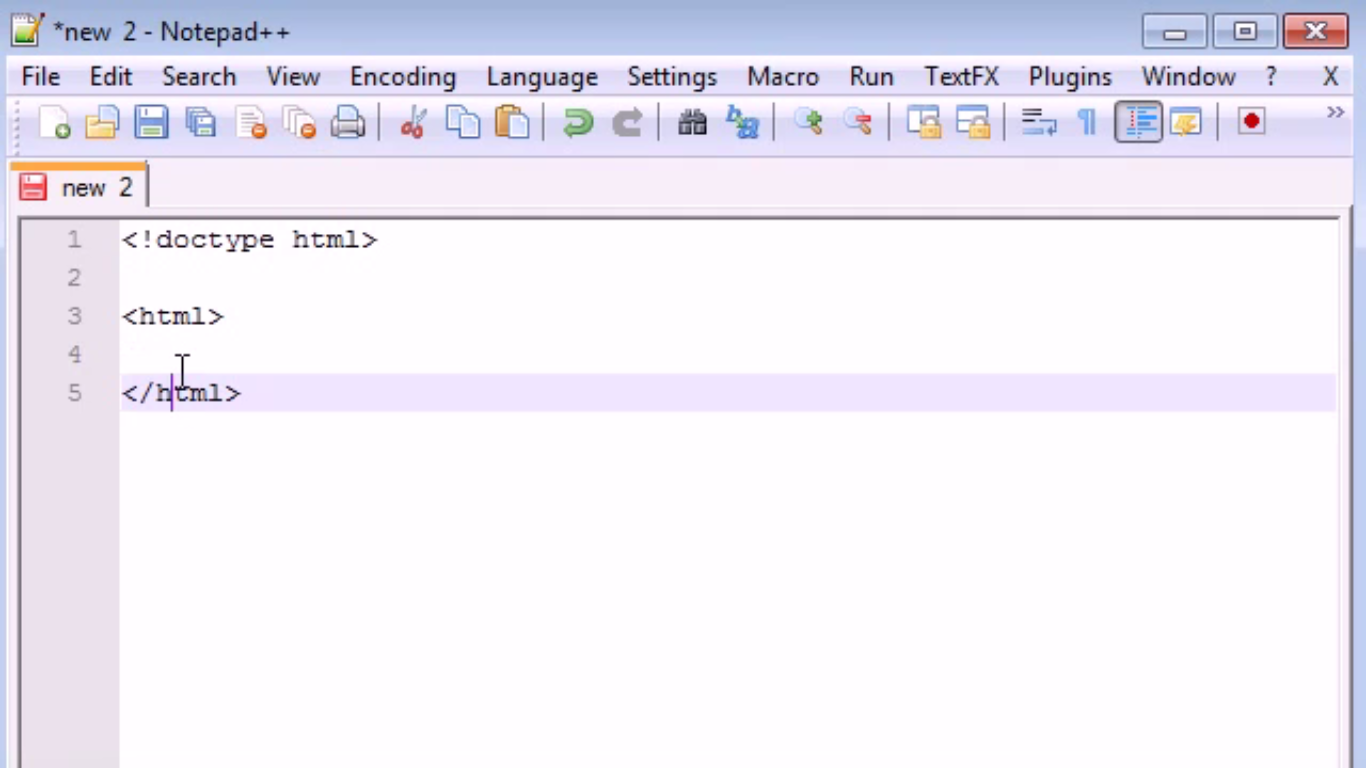 *new 2 - Notepad++
File Edit Search View Encoding Language Settings Macro Run TextFX Plugins Window ? X
new 2
1 <!doctype html>
2
3 <html>
4
5 </html>